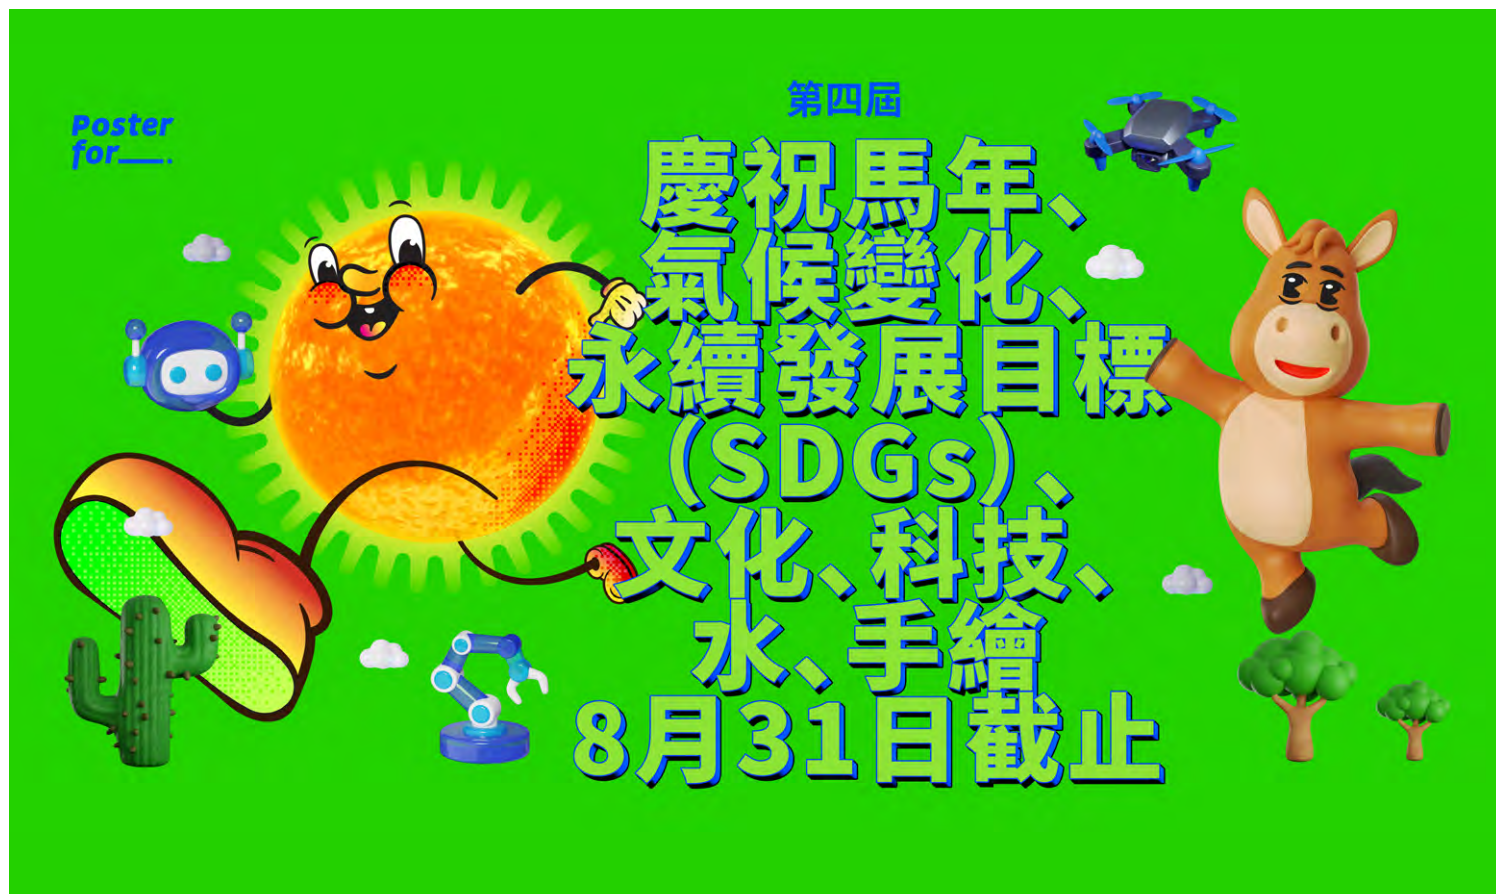 Poster
for___.
第四屆
慶祝馬年、
氣候變化、
永續發展目標
(SDGs)、
文化、科技、
水、手繪
8月31日截止